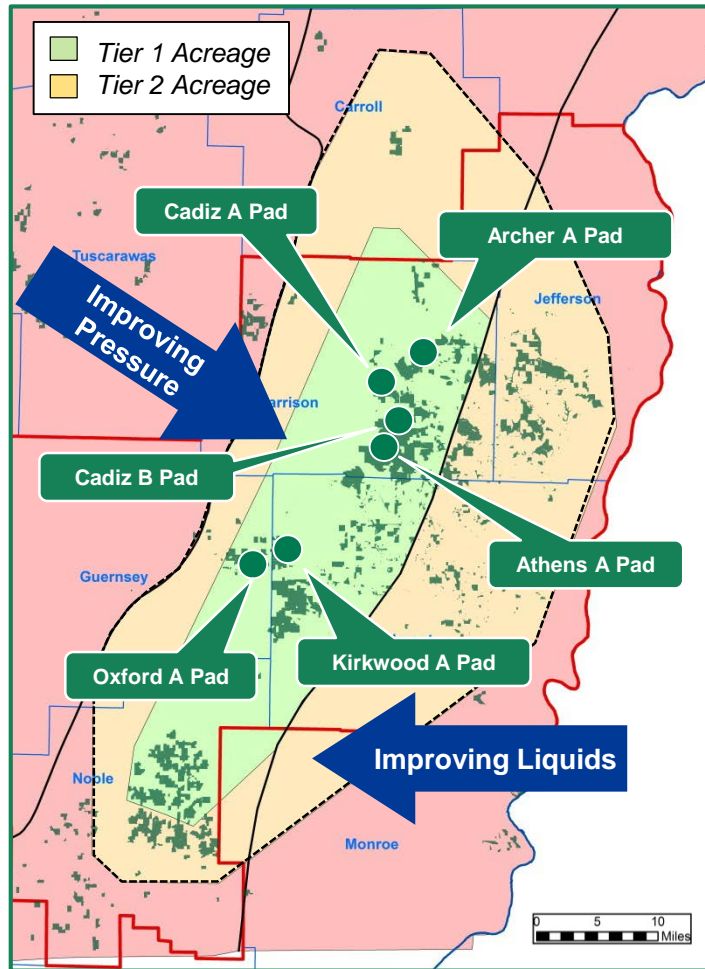 Tier 1 Acreage
Tier 2 Acreage
Carroll
Cadiz A Pad
Archer A Pad
Tuscarawas
Jefferson
Improving
Pressure
arrison
Cadiz B Pad
Athens A Pad
Guernsey
Oxford A Pad
Kirkwood A Pad
Improving Liquids
Noble
Monroe
0 5 10
Miles